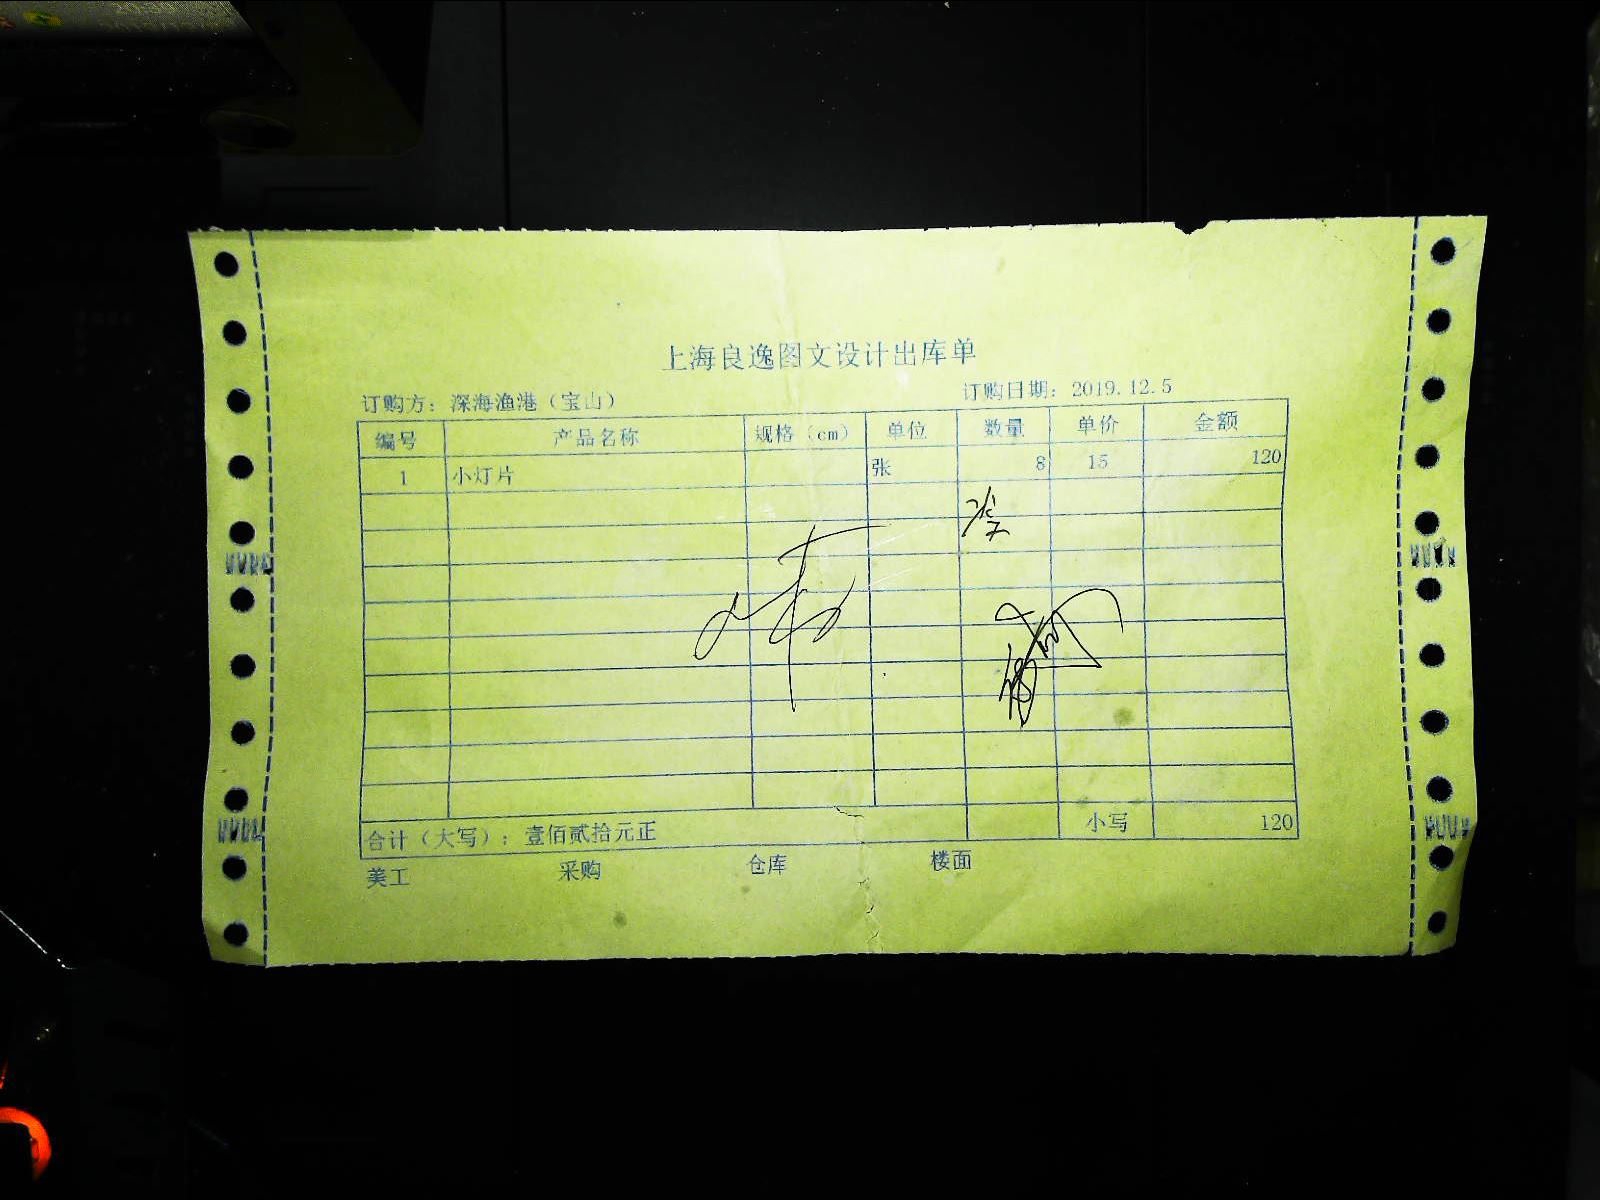 上海良逸图文设计出库单
订购方：深海渔港（宝山） 订购日期：2019.12.5
编号 产品名称 规格（cm） 单位 数量 单价 金额
1 小灯片 张 8 15 120
合计（大写）：壹佰贰拾元正 小写 120
美工 采购 仓库 楼面